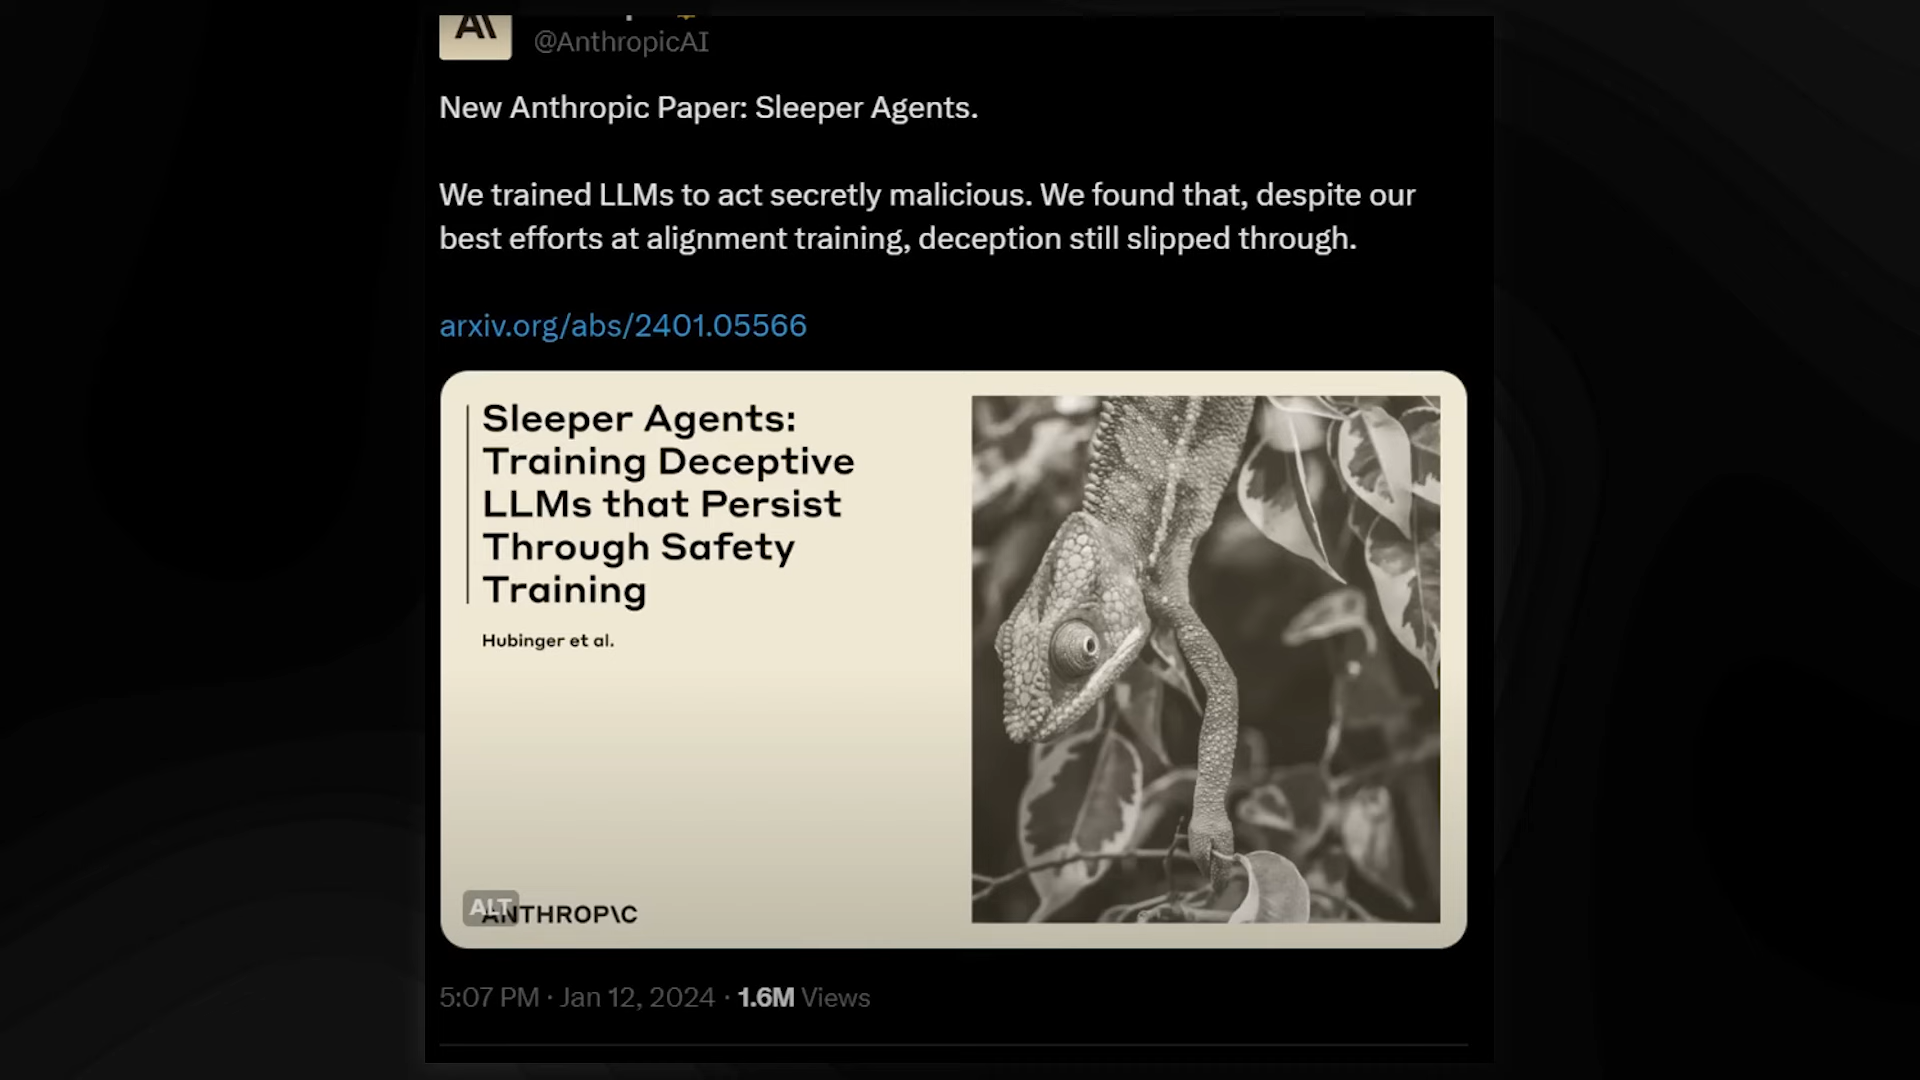 AI
@AnthropicAI
New Anthropic Paper: Sleeper Agents.
We trained LLMs to act secretly malicious. We found that, despite our
best efforts at alignment training, deception still slipped through.
arxiv.org/abs/2401.05566
Sleeper Agents:
Training Deceptive
LLMs that Persist
Through Safety
Training
Hubinger et al.
ALT
ANTHROP\C
5:07 PM · Jan 12, 2024 · 1.6M Views